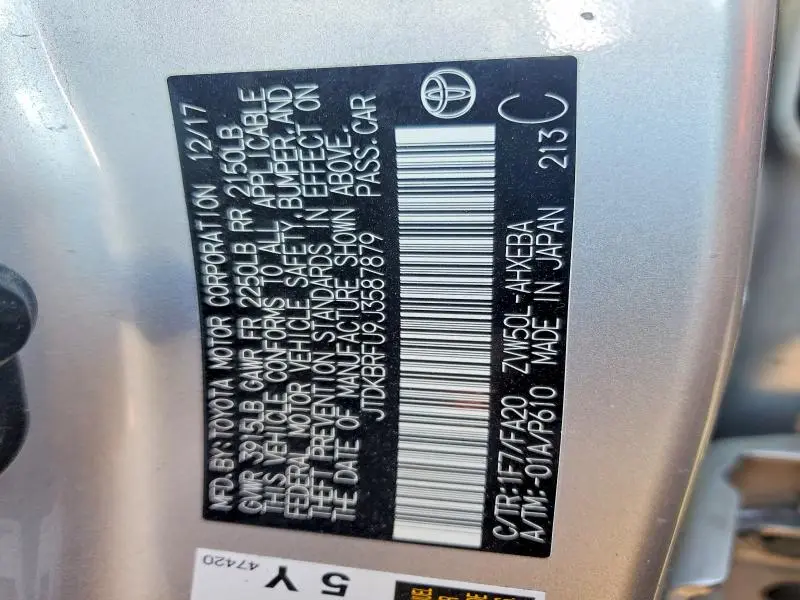 MFD. BY: TOYOTA MOTOR CORPORATION 12/17
GVWR 3915LB GAWR FR 2250LB RR 2150LB
THIS VEHICLE CONFORMS TO ALL APPLICABLE
FEDERAL MOTOR VEHICLE SAFETY, BUMPER, AND
THEFT PREVENTION STANDARDS IN EFFECT ON
THE DATE OF MANUFACTURE SHOWN ABOVE.
JTDKBRFU9J3587879 PASS. CAR
C/TR:1F7/FA20 ZVW50L-AHXEBA
A/TM:-01A/P610 MADE IN JAPAN 213 C
47420
5 Y